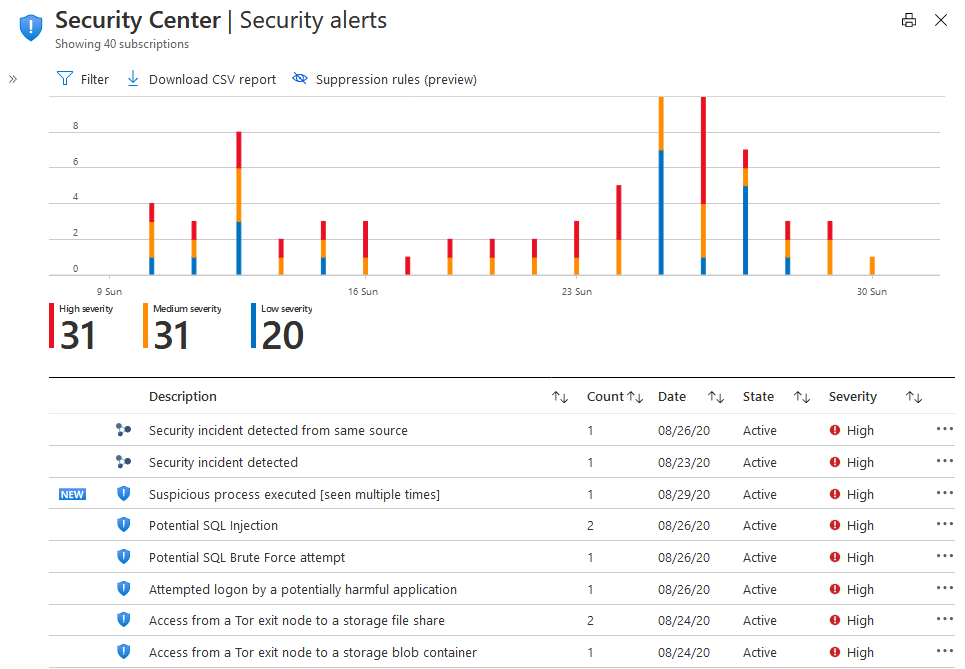 Security Center | Security alerts
Showing 40 subscriptions
» Filter Download CSV report Suppression rules (preview)
8
6
4
2
0
9 Sun 16 Sun 23 Sun 30 Sun
High severity Medium severity Low severity
31 31 20
Description Count Date State Severity
Security incident detected from same source 1 08/26/20 Active High
Security incident detected 1 08/23/20 Active High
NEW Suspicious process executed [seen multiple times] 1 08/29/20 Active High
Potential SQL Injection 2 08/26/20 Active High
Potential SQL Brute Force attempt 1 08/26/20 Active High
Attempted logon by a potentially harmful application 1 08/26/20 Active High
Access from a Tor exit node to a storage file share 2 08/24/20 Active High
Access from a Tor exit node to a storage blob container 1 08/24/20 Active High